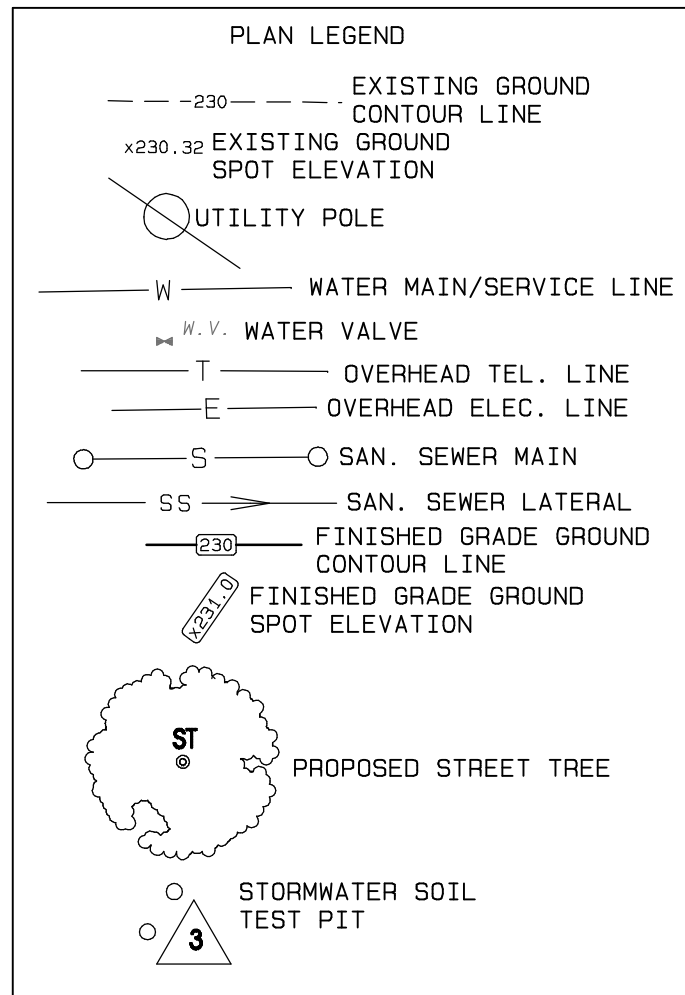 PLAN LEGEND
230 EXISTING GROUND
CONTOUR LINE
x230.32 EXISTING GROUND
SPOT ELEVATION
UTILITY POLE
W WATER MAIN/SERVICE LINE
W.V. WATER VALVE
T OVERHEAD TEL. LINE
E OVERHEAD ELEC. LINE
S SAN. SEWER MAIN
SS SAN. SEWER LATERAL
230 FINISHED GRADE GROUND
CONTOUR LINE
x231.0 FINISHED GRADE GROUND
SPOT ELEVATION
ST
PROPOSED STREET TREE
STORMWATER SOIL
TEST PIT
3